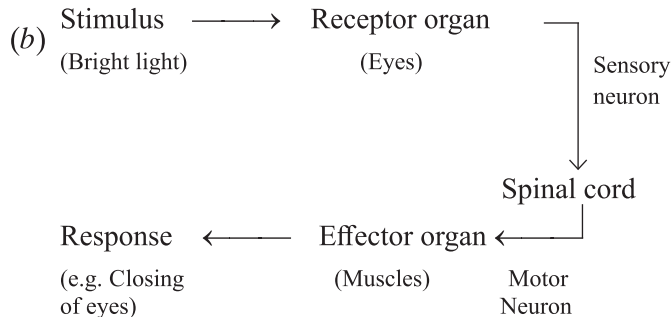 (b) Stimulus Receptor organ
(Bright light) (Eyes)
Sensory
neuron
Spinal cord
Response Effector organ
(e.g. Closing (Muscles) Motor
of eyes) Neuron